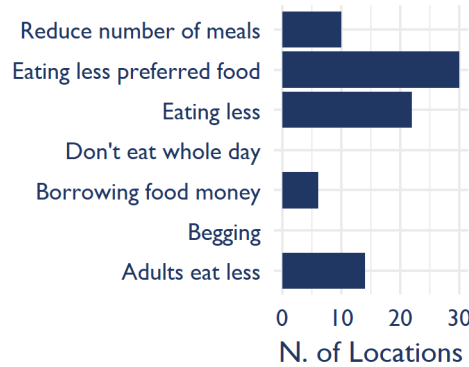 Reduce number of meals
Eating less preferred food
Eating less
Don't eat whole day
Borrowing food money
Begging
Adults eat less
0 10 20 30
N. of Locations